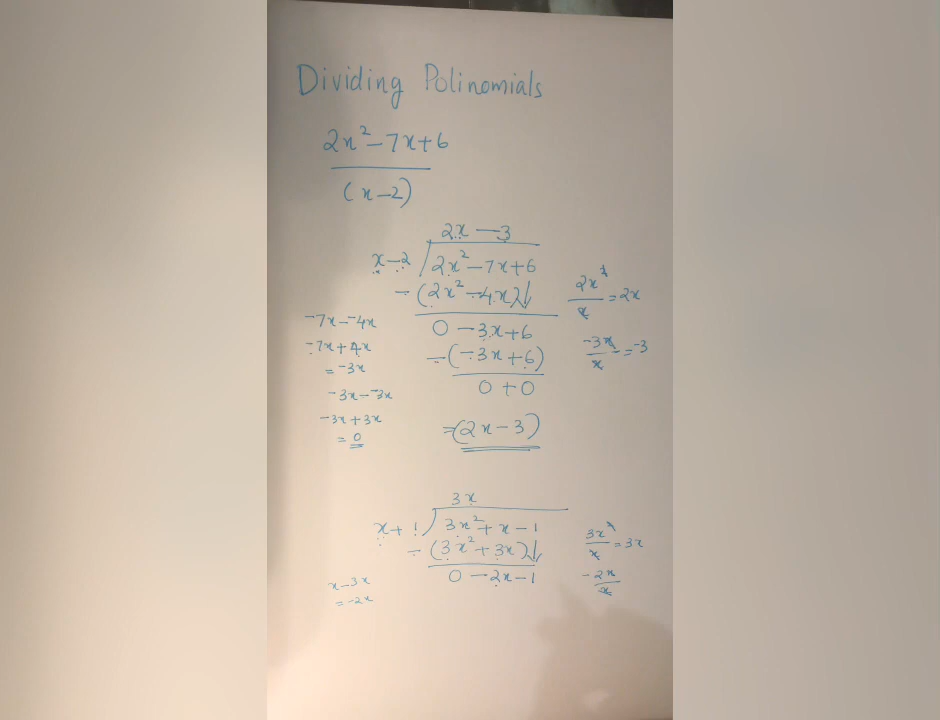 Dividing Polinomials
2x² - 7x + 6
(x - 2)
2x - 3
x - 2 2x² - 7x + 6
- (2x² - 4x)↓
0 - 3x + 6
- (-3x + 6)
0 + 0
= (2x - 3)
-7x - -4x
-7x + 4x
= -3x
-3x - -3x
-3x + 3x
= 0
2x²
x
= 2x
-3x
x
= -3
3x
x + 1 3x² + x - 1
- (3x² + 3x)↓
0 - 2x - 1
x - 3x
= -2x
3x²
x
= 3x
-2x
x